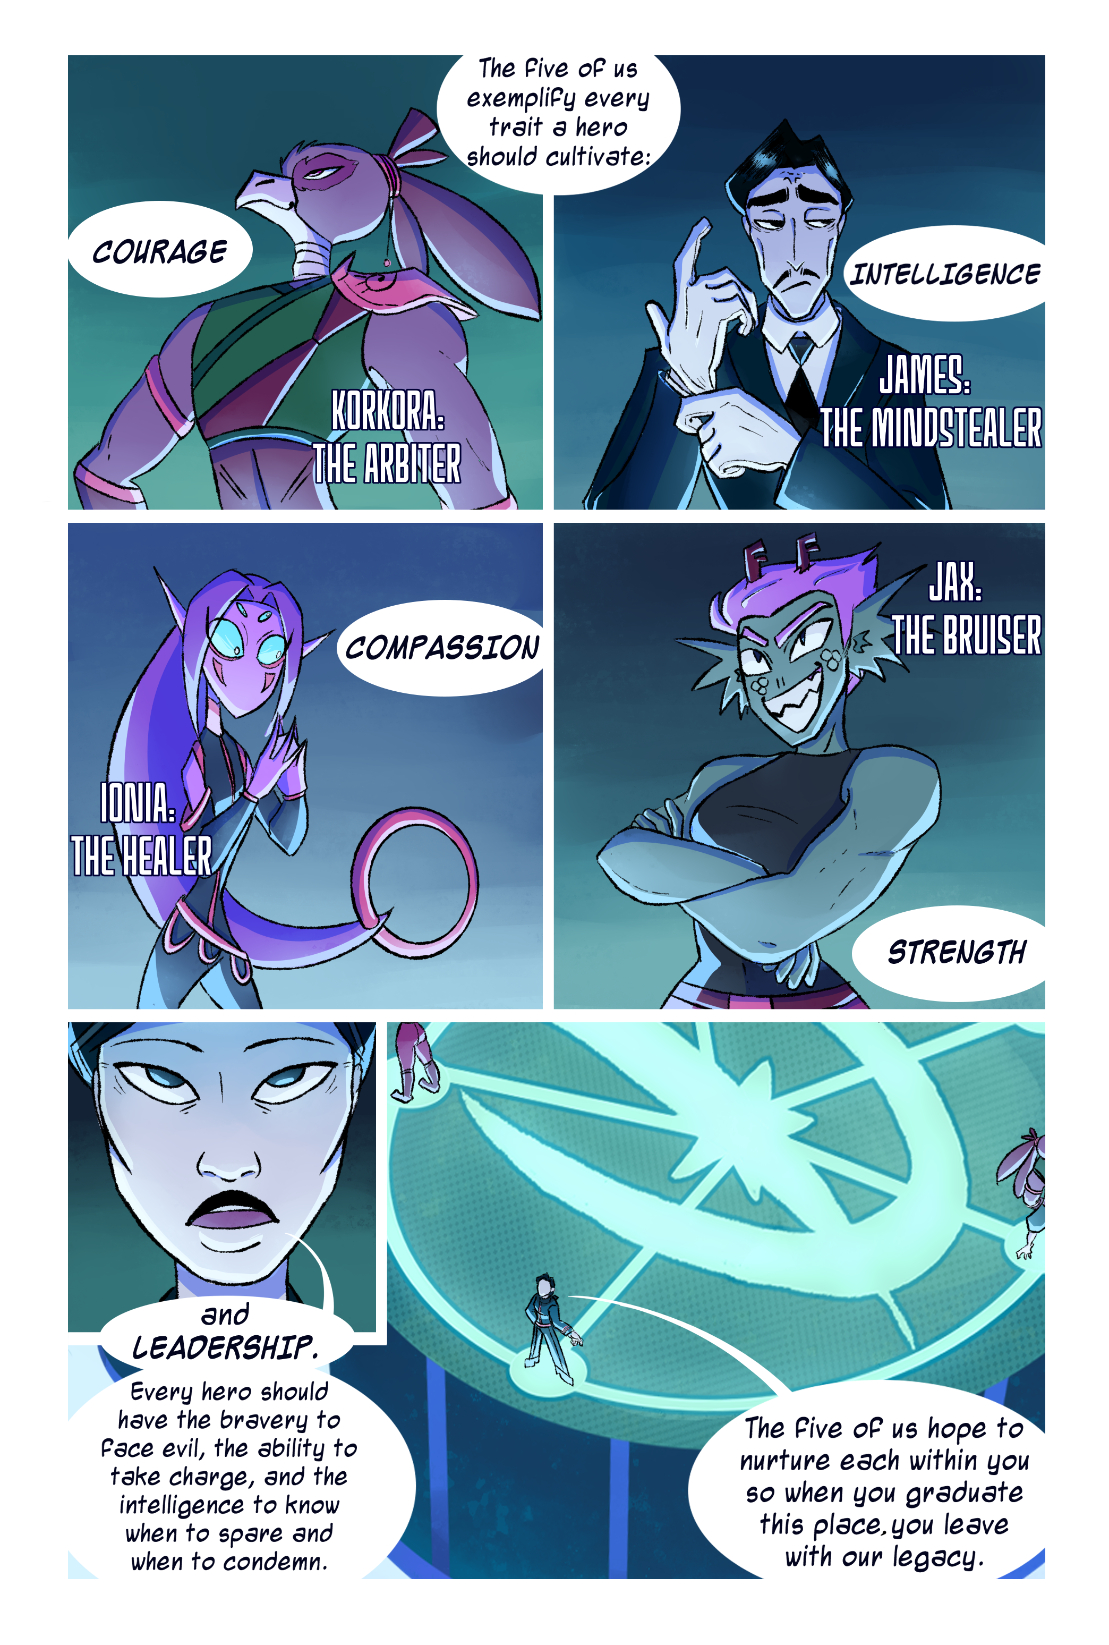 The five of us
exemplify every
trait a hero
should cultivate:
COURAGE
KORKORA:
THE ARBITER
INTELLIGENCE
JAMES:
THE MINDSTEALER
COMPASSION
IONIA:
THE HEALER
JAX:
THE BRUISER
STRENGTH
and
LEADERSHIP.
Every hero should
have the bravery to
face evil, the ability to
take charge, and the
intelligence to know
when to spare and
when to condemn.
The five of us hope to
nurture each within you
so when you graduate
this place, you leave
with our legacy.